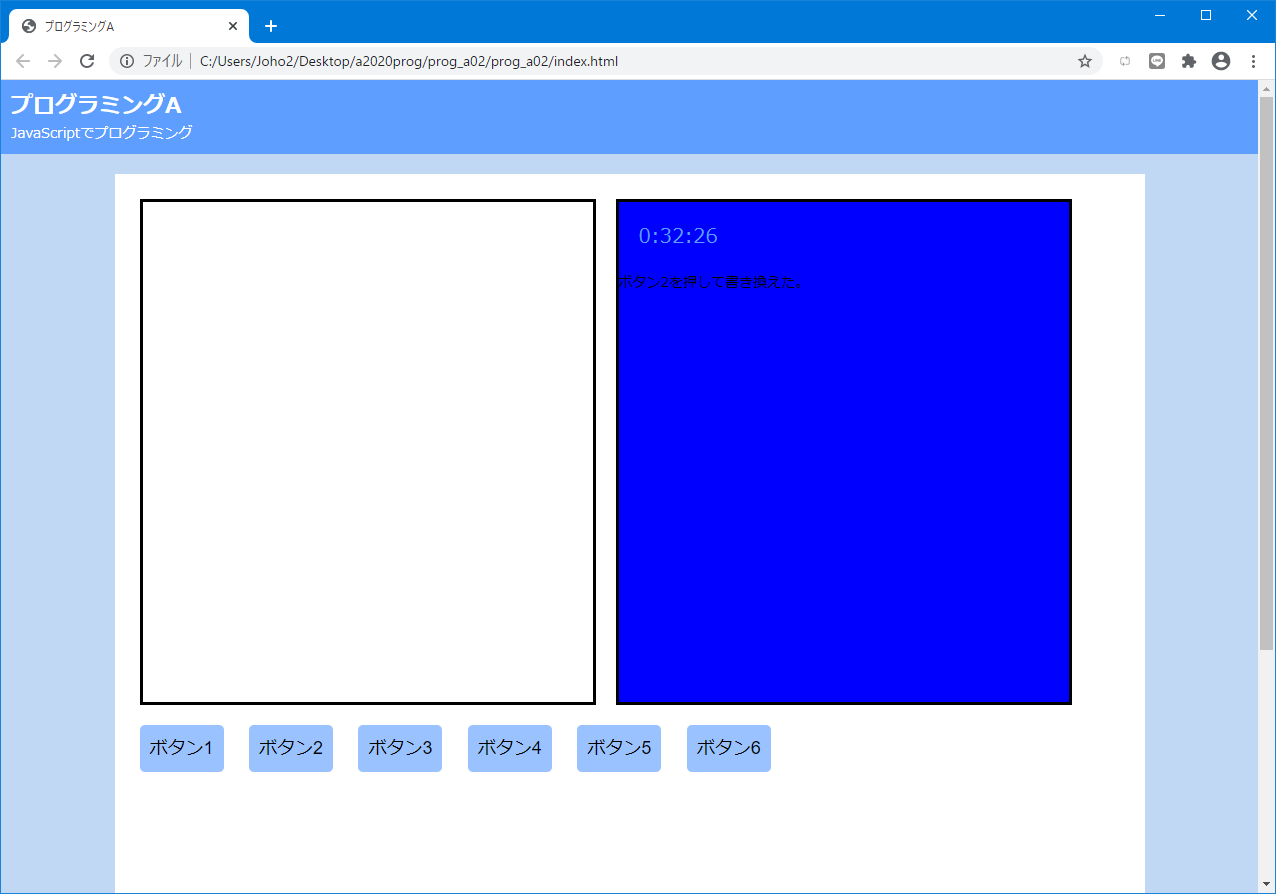 プログラミングA
ファイル | C:/Users/Joho2/Desktop/a2020prog/prog_a02/prog_a02/index.html
プログラミングA
JavaScriptでプログラミング
0:32:26
ボタン2を押して書き換えた。
ボタン1 ボタン2 ボタン3 ボタン4 ボタン5 ボタン6